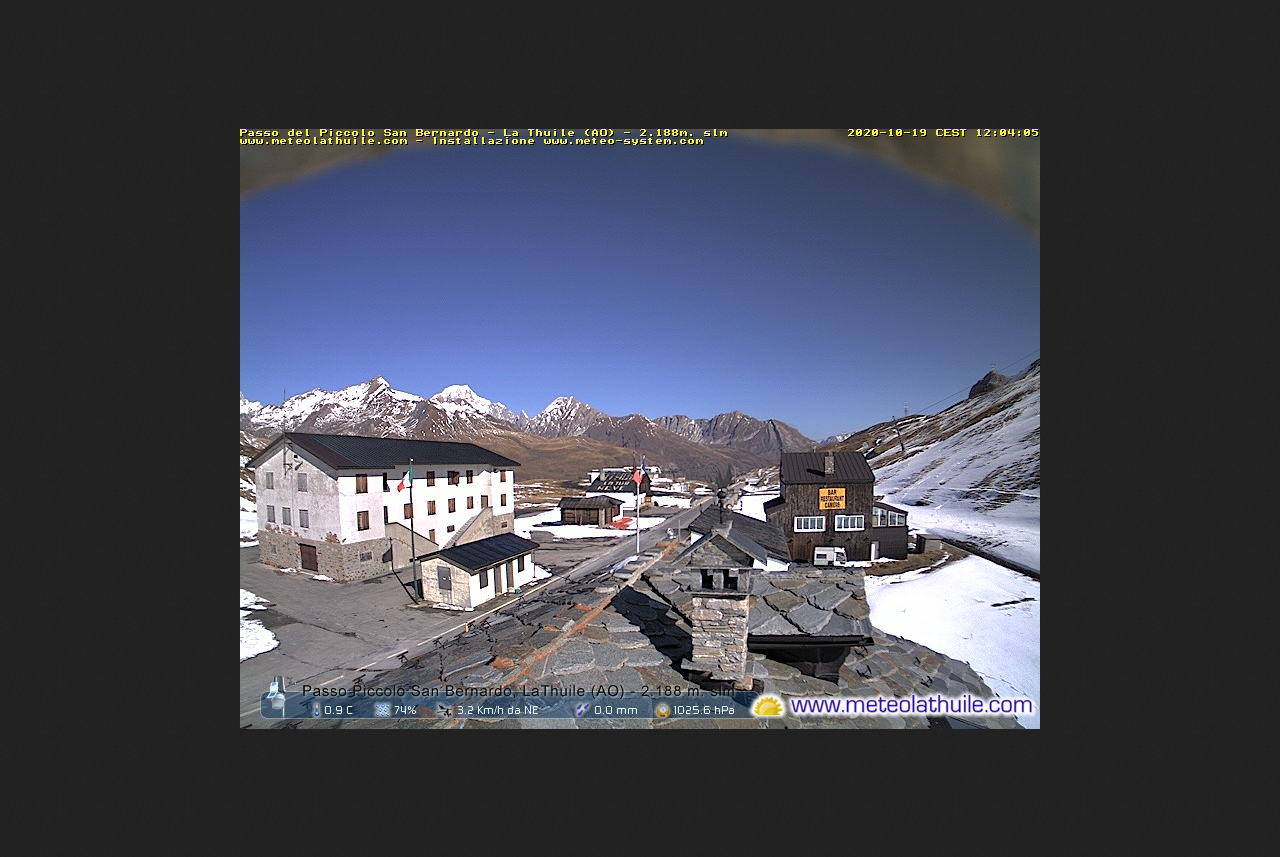 Passo del Piccolo San Bernardo - La Thuile (AO) - 2.188m. slm
2020-10-19 CEST 12:04:05
www.meteolathuile.com - Installazione www.meteo-system.com
BAR
RESTAURANT
CAMERE
Passo Piccolo San Bernardo, LaThuile (AO) - 2.188 m. slm
0.9 C 74% 3.2 Km/h da NE 0.0 mm 1025.6 hPa
www.meteolathuile.com